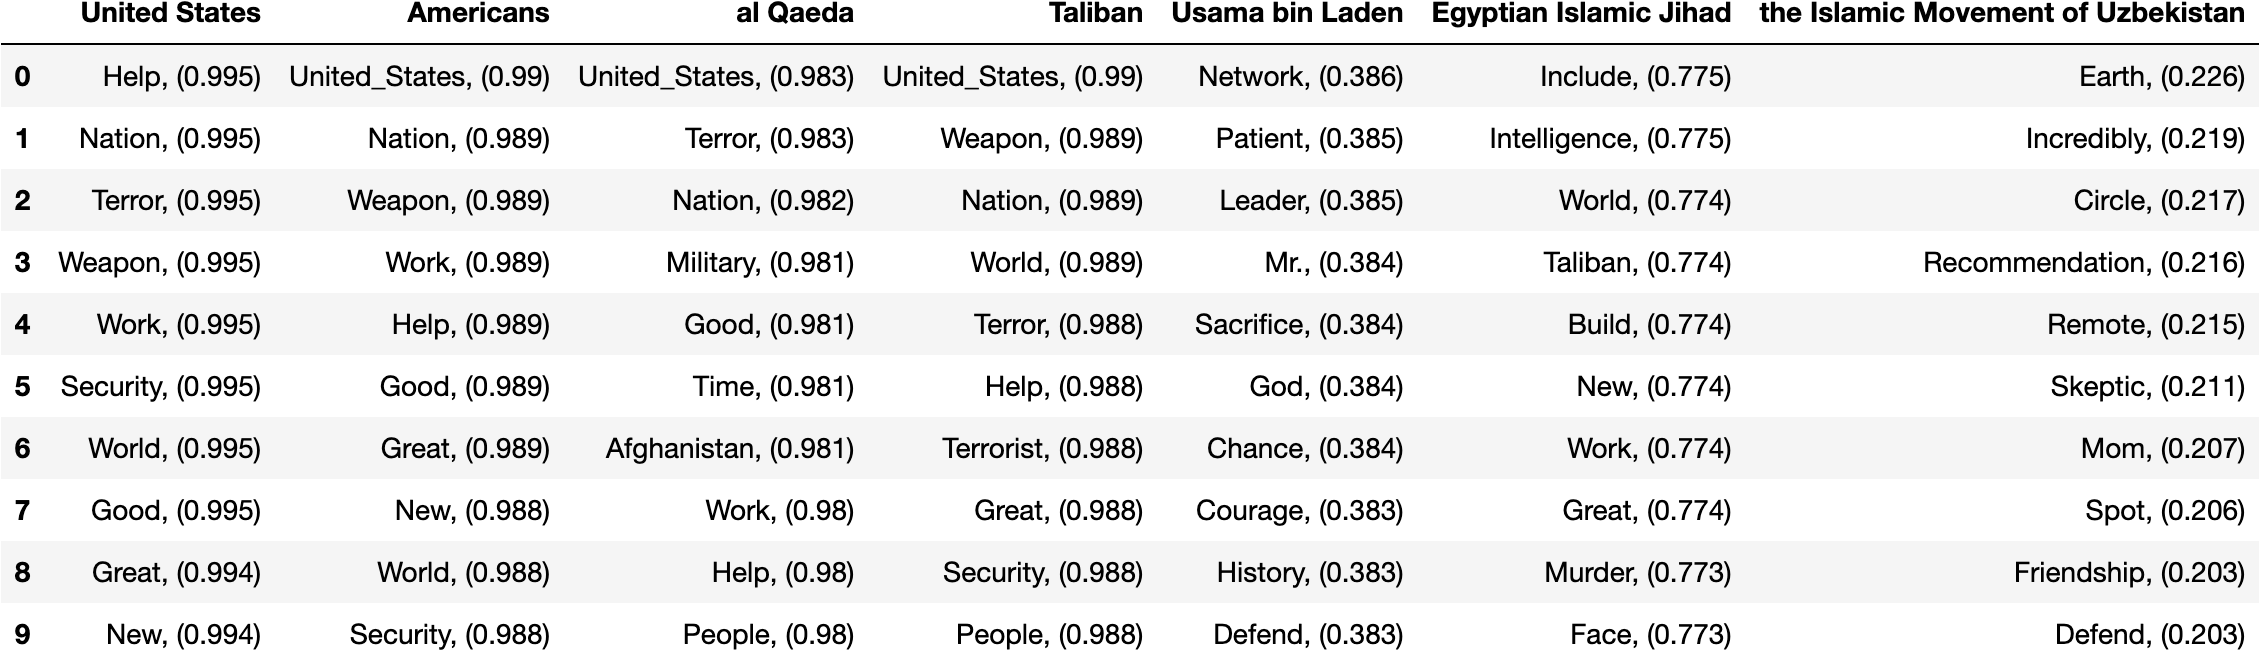 United States Americans al Qaeda Taliban Usama bin Laden Egyptian Islamic Jihad the Islamic Movement of Uzbekistan
0 Help, (0.995) United_States, (0.99) United_States, (0.983) United_States, (0.99) Network, (0.386) Include, (0.775) Earth, (0.226)
1 Nation, (0.995) Nation, (0.989) Terror, (0.983) Weapon, (0.989) Patient, (0.385) Intelligence, (0.775) Incredibly, (0.219)
2 Terror, (0.995) Weapon, (0.989) Nation, (0.982) Nation, (0.989) Leader, (0.385) World, (0.774) Circle, (0.217)
3 Weapon, (0.995) Work, (0.989) Military, (0.981) World, (0.989) Mr., (0.384) Taliban, (0.774) Recommendation, (0.216)
4 Work, (0.995) Help, (0.989) Good, (0.981) Terror, (0.988) Sacrifice, (0.384) Build, (0.774) Remote, (0.215)
5 Security, (0.995) Good, (0.989) Time, (0.981) Help, (0.988) God, (0.384) New, (0.774) Skeptic, (0.211)
6 World, (0.995) Great, (0.989) Afghanistan, (0.981) Terrorist, (0.988) Chance, (0.384) Work, (0.774) Mom, (0.207)
7 Good, (0.995) New, (0.988) Work, (0.98) Great, (0.988) Courage, (0.383) Great, (0.774) Spot, (0.206)
8 Great, (0.994) World, (0.988) Help, (0.98) Security, (0.988) History, (0.383) Murder, (0.773) Friendship, (0.203)
9 New, (0.994) Security, (0.988) People, (0.98) People, (0.988) Defend, (0.383) Face, (0.773) Defend, (0.203)